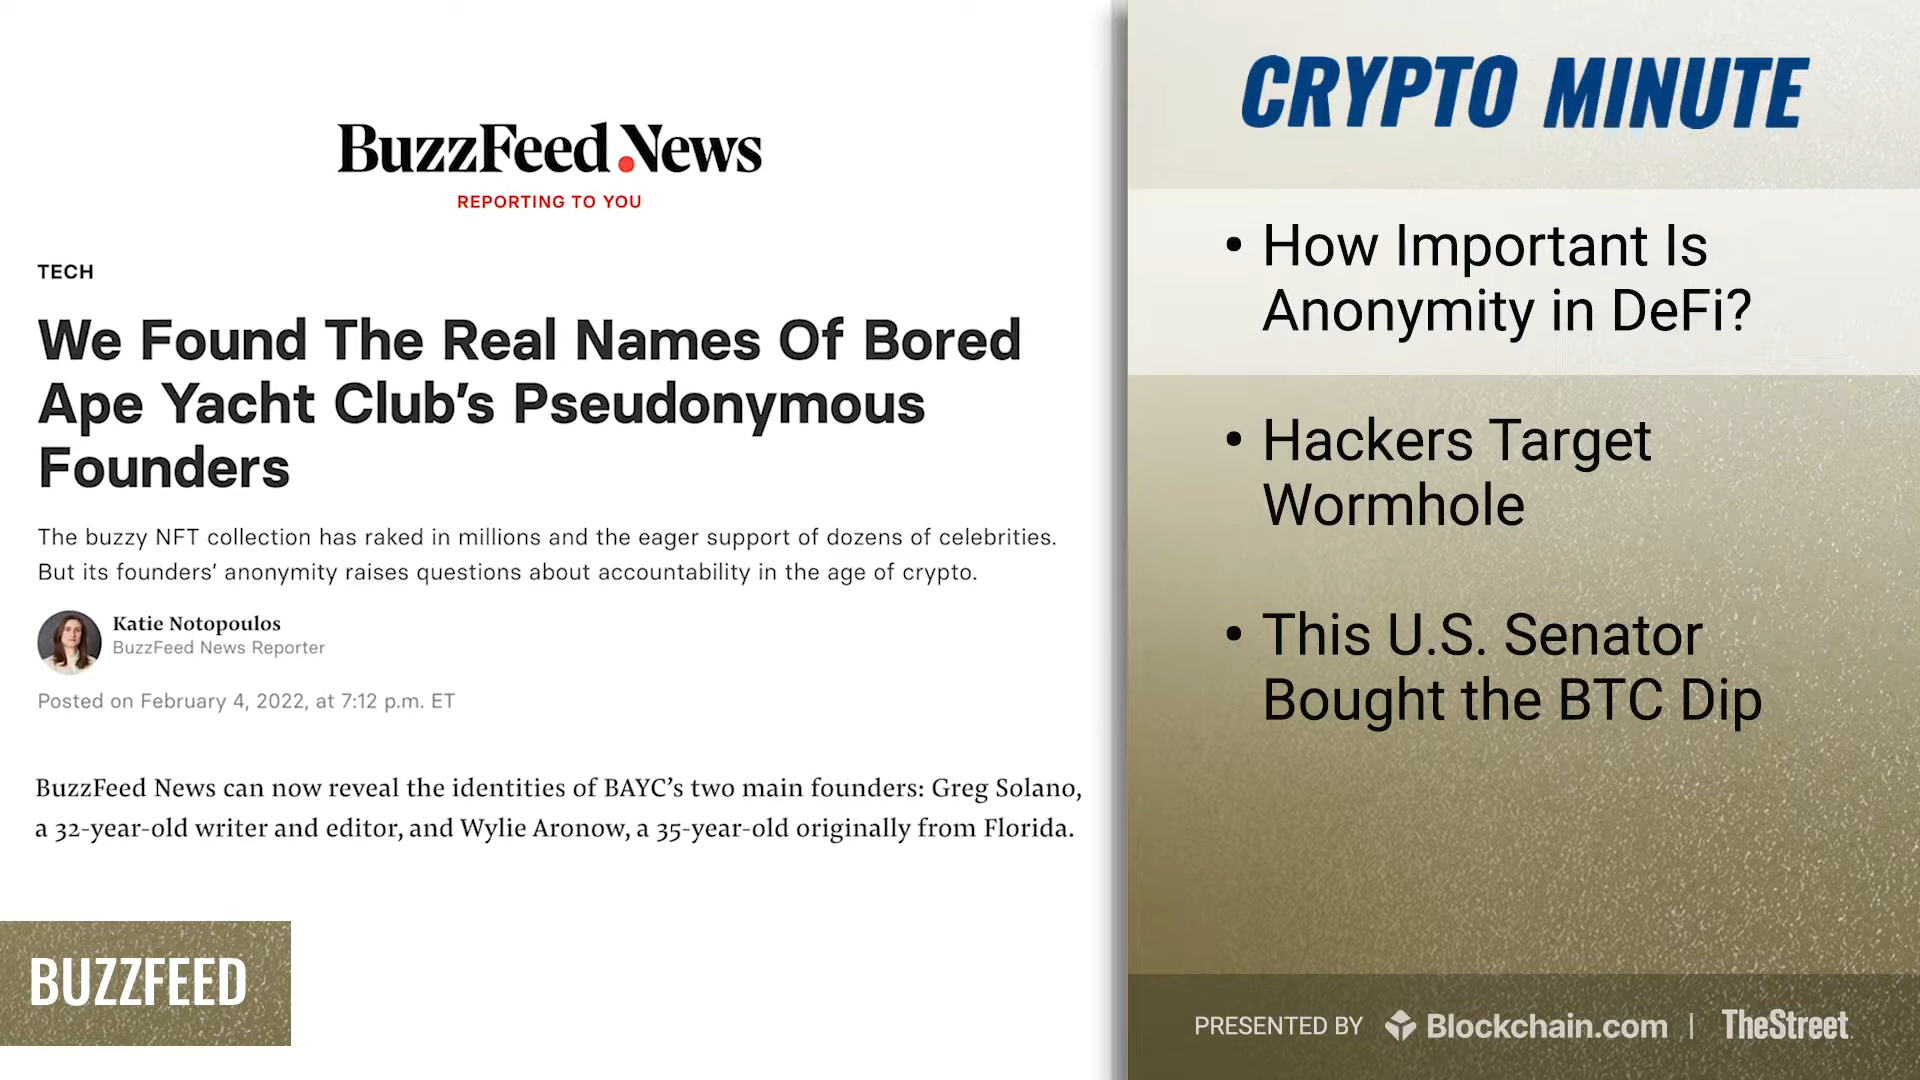 BuzzFeed News
REPORTING TO YOU
TECH
We Found The Real Names Of Bored
Ape Yacht Club’s Pseudonymous
Founders
The buzzy NFT collection has raked in millions and the eager support of dozens of celebrities.
But its founders’ anonymity raises questions about accountability in the age of crypto.
Katie Notopoulos
BuzzFeed News Reporter
Posted on February 4, 2022, at 7:12 p.m. ET
BuzzFeed News can now reveal the identities of BAYC’s two main founders: Greg Solano,
a 32-year-old writer and editor, and Wylie Aronow, a 35-year-old originally from Florida.
BUZZFEED
CRYPTO MINUTE
• How Important Is
Anonymity in DeFi?
• Hackers Target
Wormhole
• This U.S. Senator
Bought the BTC Dip
PRESENTED BY Blockchain.com | TheStreet